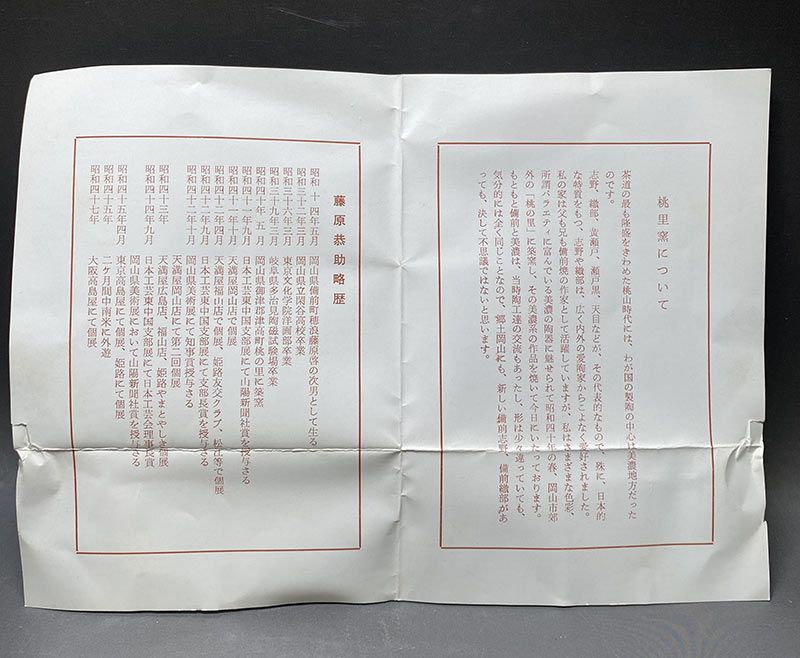 桃里窯について
茶道の最も隆盛をきわめた桃山時代には、わが国の製陶の中心は美濃地方だった
のです。
志野、織部、黄瀬戸、瀬戸黒、天目などが、その代表的なもので、殊に、日本的
な特質をもつ、志野や織部は、広く内外の愛陶家からこよなく愛好されました。
私の家は父も兄も備前焼の作家として活躍していますが、私はさまざまな色彩、
所謂バラエティに富んでいる美濃の陶器に魅せられて昭和四十年の春、岡山市郊
外の「桃の里」に築窯し、その美濃系の作品を焼いて今日にいたっております。
もともと備前と美濃は、当時陶工達の交流もあったし、形は少々違っていても、
気分的には全く同じことなので、郷土岡山にも、新しい備前志野、備前織部があ
っても、決して不思議ではないと思います。
藤原恭助略歴
昭和十四年五月 岡山県備前町穂浪藤原啓の次男として生る
昭和三十二年三月 岡山県立閑谷高校卒業
昭和三十六年三月 東京文化学院洋画部卒業
昭和三十九年三月 岐阜県多治見陶磁試験場卒業
昭和四十年五月 岡山県御津郡津高町桃の里に築窯
昭和四十一年九月 日本工芸東中国支部展にて山陽新聞社賞を授与さる
昭和四十一年十月 天満屋岡山店で個展
昭和四十二年四月 天満屋福山店で個展、姫路友交クラブ、松江等で個展
昭和四十二年九月 日本工芸東中国支部展にて支部長賞を授与さる
昭和四十二年十月 岡山県美術展にて知事賞授与さる
天満屋岡山店にて第二回個展
昭和四十三年 天満屋広島店、福山店、姫路やまとやしき個展
昭和四十四年九月 日本工芸東中国支部展にて日本工芸会理事長賞
岡山県美術展において山陽新聞社賞を授与さる
昭和四十五年四月 東京高島屋にて個展、姫路にて個展
昭和四十五年 二ケ月間中南米に外遊
昭和四十七年 大阪高島屋にて個展